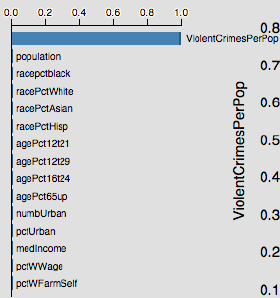 0.0 0.2 0.4 0.6 0.8 1.0
ViolentCrimesPerPop
population
racepctblack
racePctWhite
racePctAsian
racePctHisp
agePct12t21
agePct12t29
agePct16t24
agePct65up
numbUrban
pctUrban
medIncome
pctWWage
pctWFarmSelf
ViolentCrimesPerPop
0.8
0.7
0.6
0.5
0.4
0.3
0.2
0.1